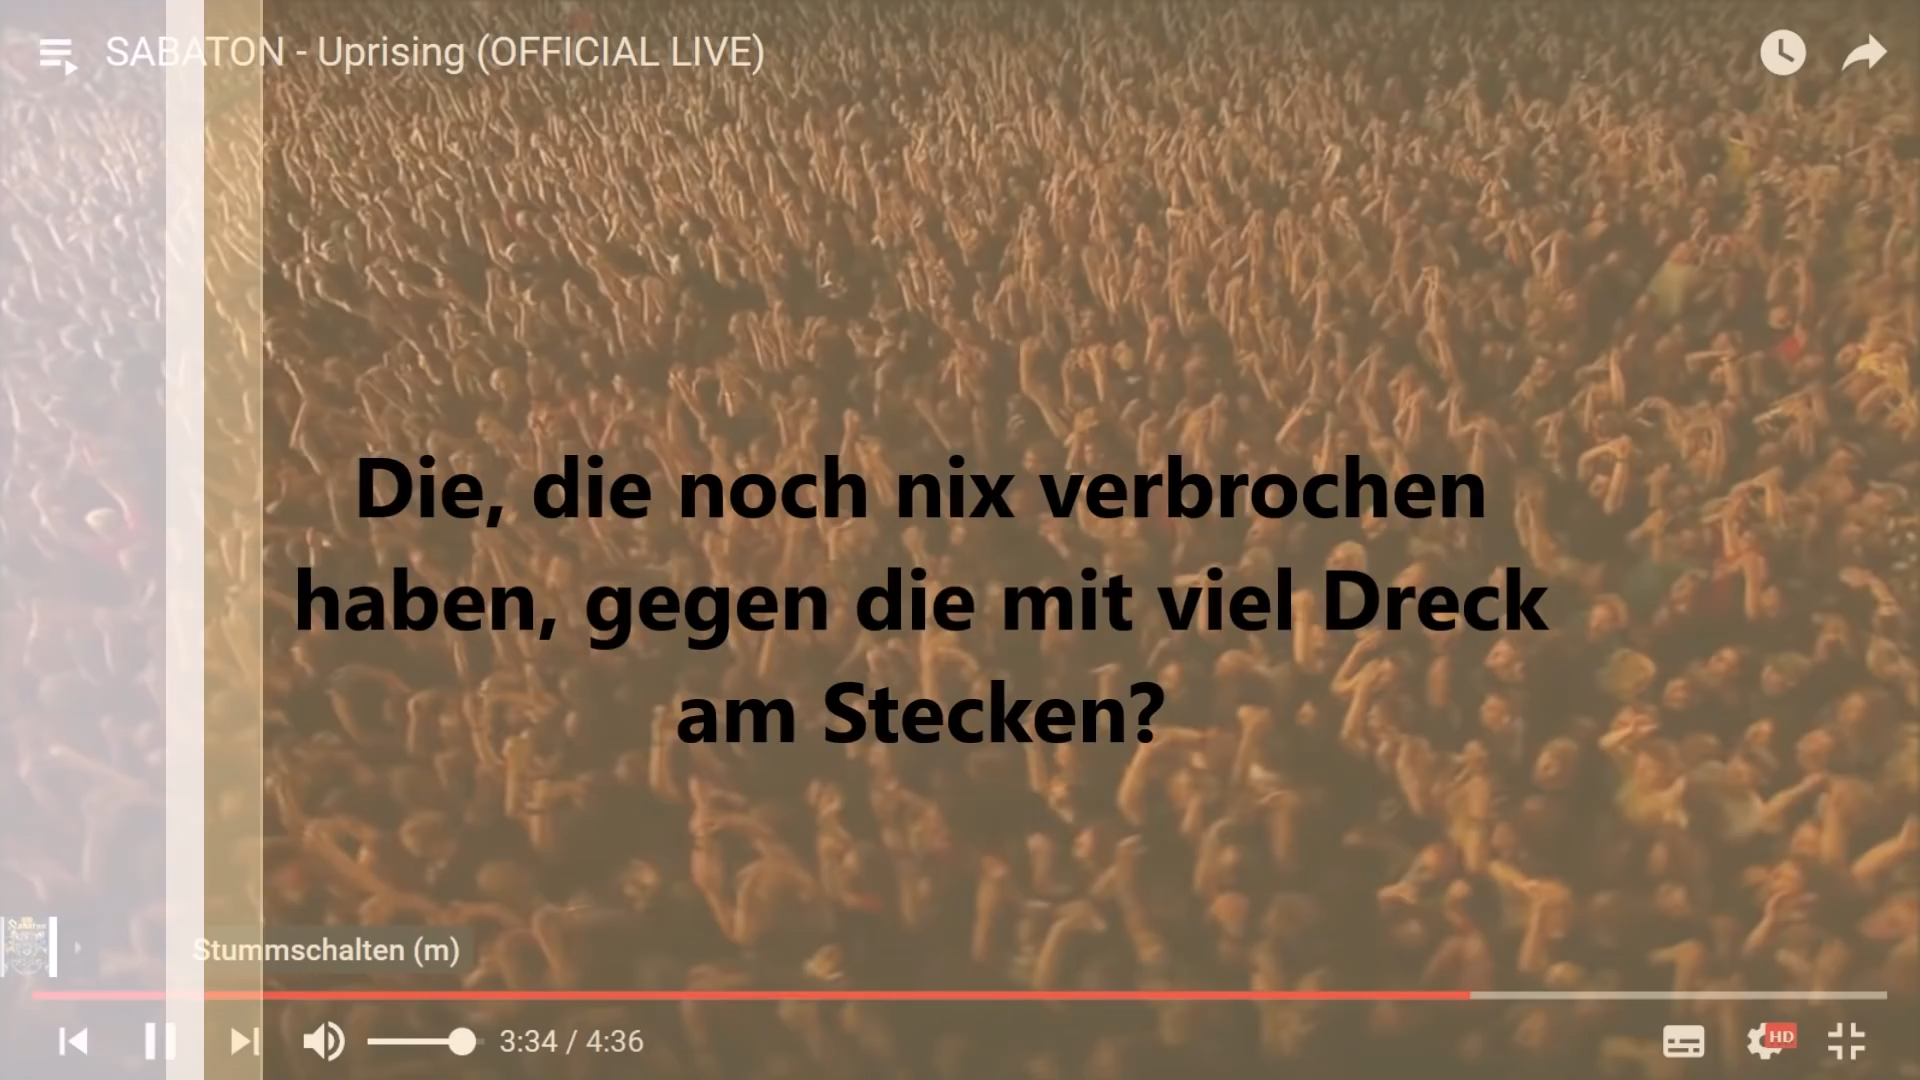 SABATON - Uprising (OFFICIAL LIVE)
Die, die noch nix verbrochen
haben, gegen die mit viel Dreck
am Stecken?
Sabaton
Stummschalten (m)
3:34 / 4:36
HD